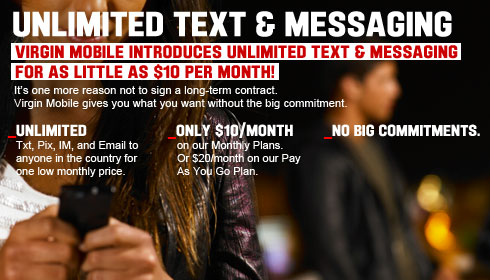 UNLIMITED TEXT & MESSAGING
VIRGIN MOBILE INTRODUCES UNLIMITED TEXT & MESSAGING
FOR AS LITTLE AS $10 PER MONTH!
It's one more reason not to sign a long-term contract.
Virgin Mobile gives you what you want without the big commitment.
_UNLIMITED
Txt, Pix, IM, and Email to
anyone in the country for
one low monthly price.
_ONLY $10/MONTH
on our Monthly Plans.
Or $20/month on our Pay
As You Go Plan.
_NO BIG COMMITMENTS.